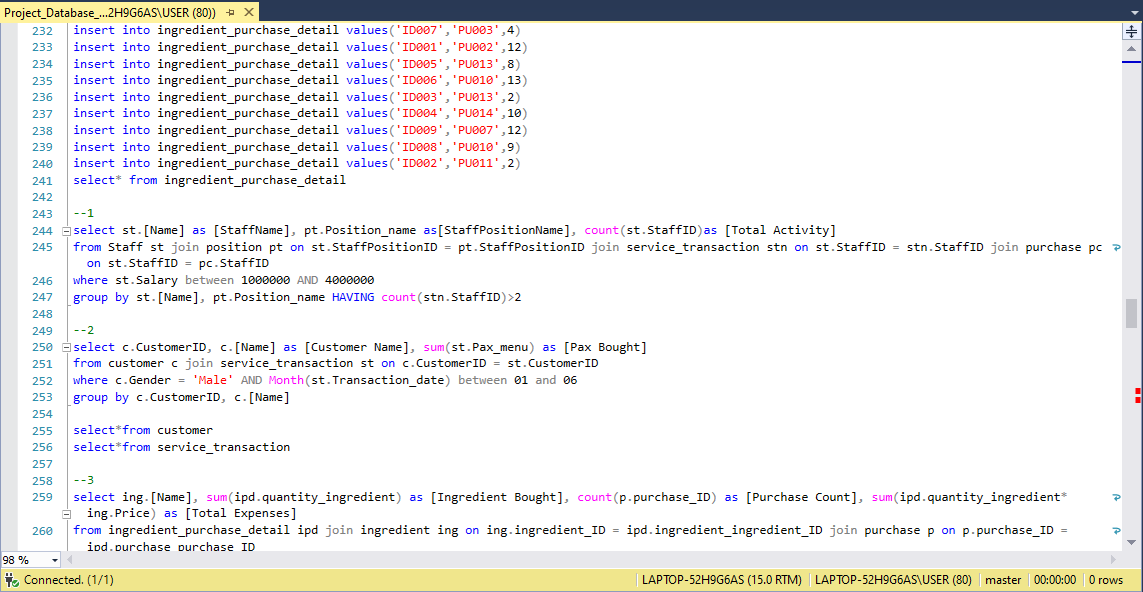 Project_Database_...2H9G6AS\USER (80))
232 insert into ingredient_purchase_detail values('ID007','PU003',4)
233 insert into ingredient_purchase_detail values('ID001','PU002',12)
234 insert into ingredient_purchase_detail values('ID005','PU013',8)
235 insert into ingredient_purchase_detail values('ID006','PU010',13)
236 insert into ingredient_purchase_detail values('ID003','PU013',2)
237 insert into ingredient_purchase_detail values('ID004','PU014',10)
238 insert into ingredient_purchase_detail values('ID009','PU007',12)
239 insert into ingredient_purchase_detail values('ID008','PU010',9)
240 insert into ingredient_purchase_detail values('ID002','PU011',2)
241 select* from ingredient_purchase_detail
242
243 --1
244 select st.[Name] as [StaffName], pt.Position_name as[StaffPositionName], count(st.StaffID)as [Total Activity]
245 from Staff st join position pt on st.StaffPositionID = pt.StaffPositionID join service_transaction stn on st.StaffID = stn.StaffID join purchase pc
on st.StaffID = pc.StaffID
246 where st.Salary between 1000000 AND 4000000
247 group by st.[Name], pt.Position_name HAVING count(stn.StaffID)>2
248
249 --2
250 select c.CustomerID, c.[Name] as [Customer Name], sum(st.Pax_menu) as [Pax Bought]
251 from customer c join service_transaction st on c.CustomerID = st.CustomerID
252 where c.Gender = 'Male' AND Month(st.Transaction_date) between 01 and 06
253 group by c.CustomerID, c.[Name]
254
255 select*from customer
256 select*from service_transaction
257
258 --3
259 select ing.[Name], sum(ipd.quantity_ingredient) as [Ingredient Bought], count(p.purchase_ID) as [Purchase Count], sum(ipd.quantity_ingredient*
ing.Price) as [Total Expenses]
260 from ingredient_purchase_detail ipd join ingredient ing on ing.ingredient_ID = ipd.ingredient_ingredient_ID join purchase p on p.purchase_ID =
ipd.purchase_purchase_ID
98 %
Connected. (1/1) LAPTOP-52H9G6AS (15.0 RTM) LAPTOP-52H9G6AS\USER (80) master 00:00:00 0 rows